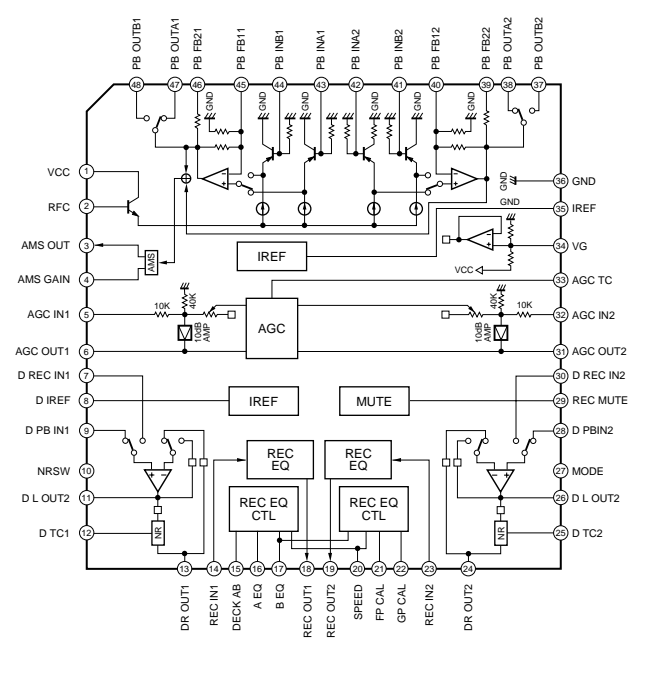 PB OUTB1
PB OUTA1
PB FB21
PB FB11
PB INB1
PB INA1
PB INA2
PB INB2
PB FB12
PB FB22
PB OUTA2
PB OUTB2
48
47
46
45
44
43
42
41
40
39
38
37
GND
GND
GND
GND
GND
GND
VCC
1
RFC
2
AMS OUT
3
AMS GAIN
4
AGC IN1
5
AGC OUT1
6
D REC IN1
7
D IREF
8
D PB IN1
9
NRSW
10
D L OUT2
11
D TC1
12
36
GND
35
IREF
34
VG
33
AGC TC
32
AGC IN2
31
AGC OUT2
30
D REC IN2
29
REC MUTE
28
D PBIN2
27
MODE
26
D L OUT2
25
D TC2
GND
GND
VCC
AMS
IREF
10K
40K
10dB
AMP
AGC
40K
10K
10dB
AMP
IREF
MUTE
REC
EQ
REC
EQ
REC EQ
CTL
REC EQ
CTL
NR
NR
13
14
15
16
17
18
19
20
21
22
23
24
DR OUT1
REC IN1
DECK AB
A EQ
B EQ
REC OUT1
REC OUT2
SPEED
FP CAL
GP CAL
REC IN2
DR OUT2